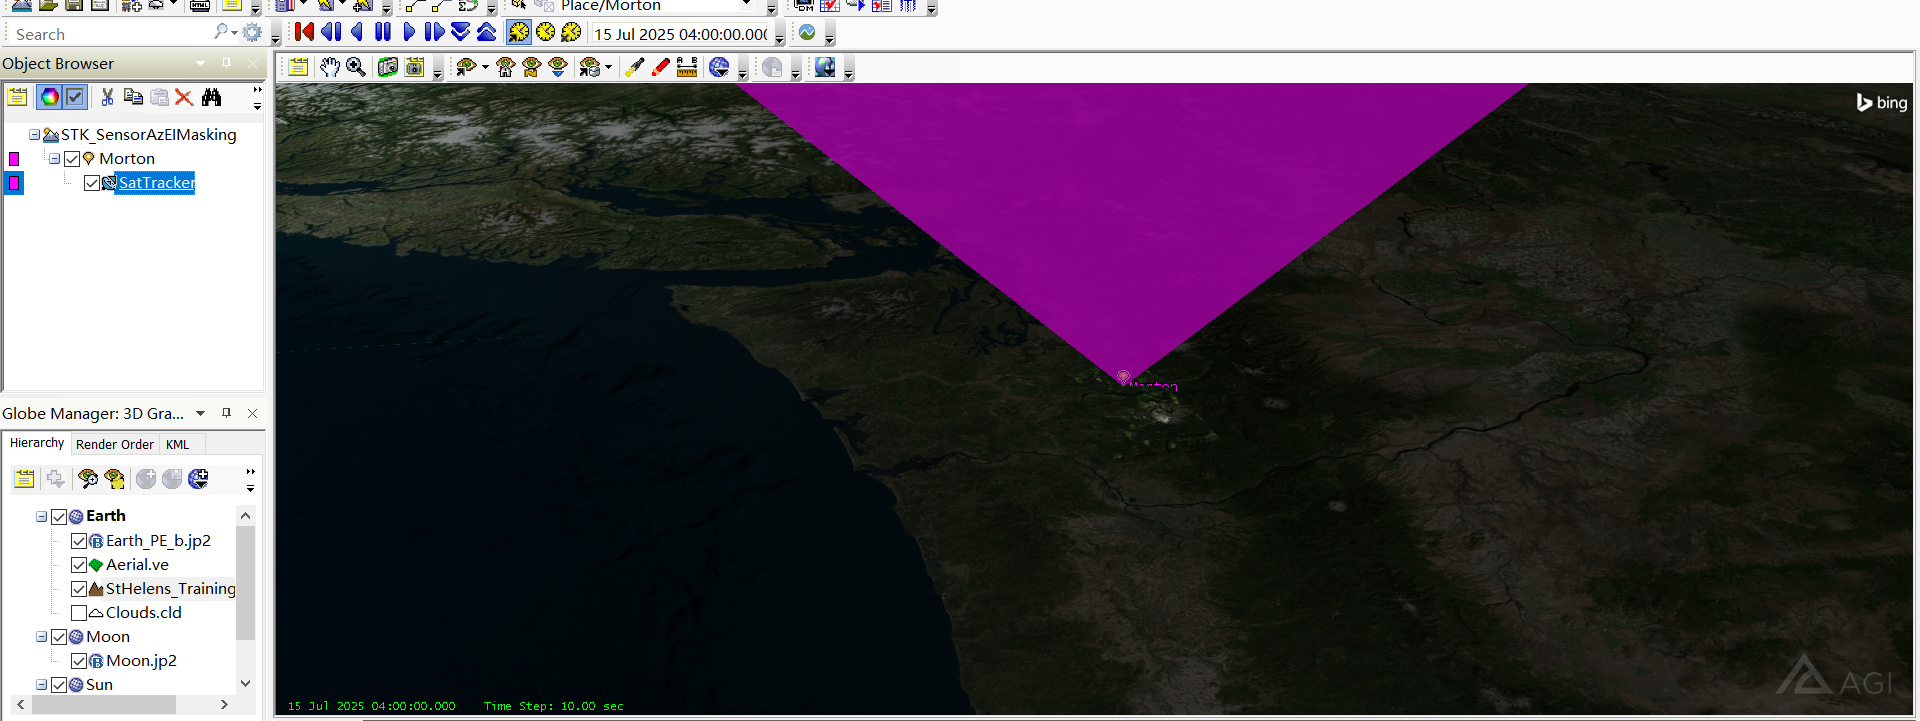 Place/Morton
Search
15 Jul 2025 04:00:00.00
Object Browser
STK_SensorAzElMasking
Morton
SatTracker
Globe Manager: 3D Gra...
Hierarchy
Render Order
KML
Earth
Earth_PE_b.jp2
Aerial.ve
StHelens_Training
Clouds.cld
Moon
Moon.jp2
Sun
bing
Morton
AGI
15 Jul 2025 04:00:00.000 Time Step: 10.00 sec